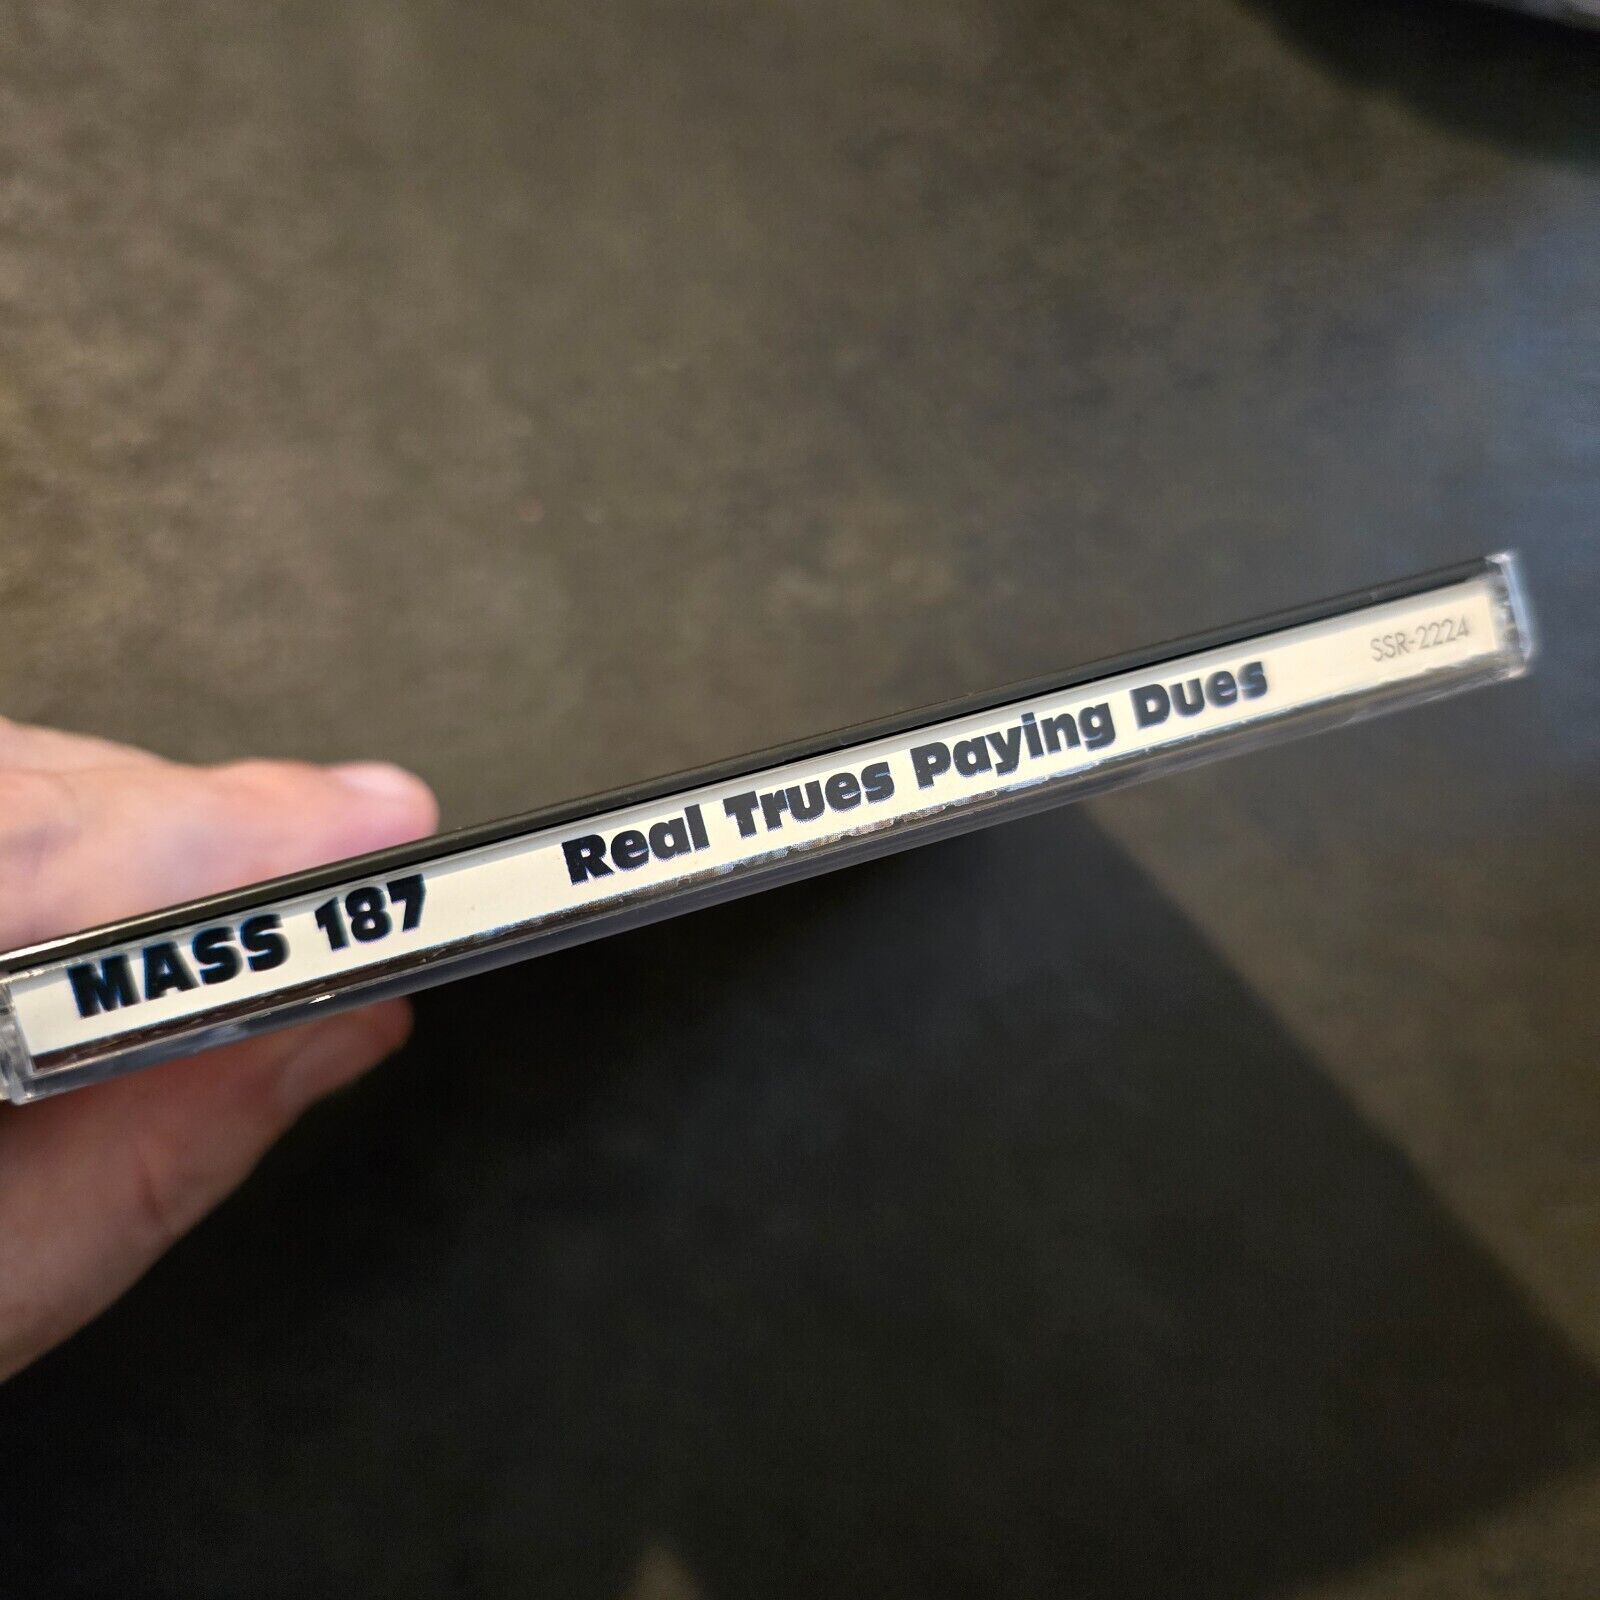 MASS 187 Real Trues Paying Dues SSR-2224